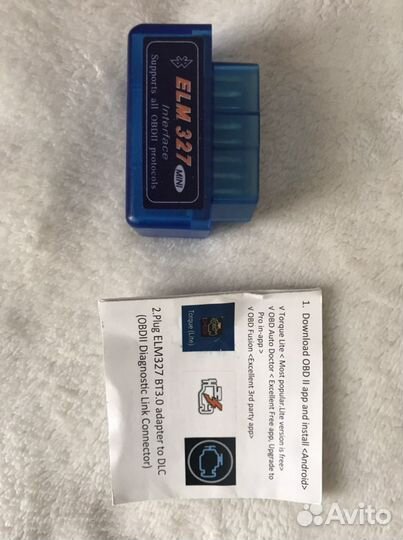 ELM 327
MINI
Interface
Supports all OBDII protocols
1. Download OBD II app and install <Android>
√ Torque Lite < Most popular.Lite version is free>
√ OBD Auto Doctor < Excellent Free app, Upgrade to
Pro in-app >
√ OBD Fusion <Excellent 3rd party app>
Torque (Lite)
2.Plug ELM327 BT3.0 adapter to DLC
(OBDII Diagnostic Link Connector)
Avito